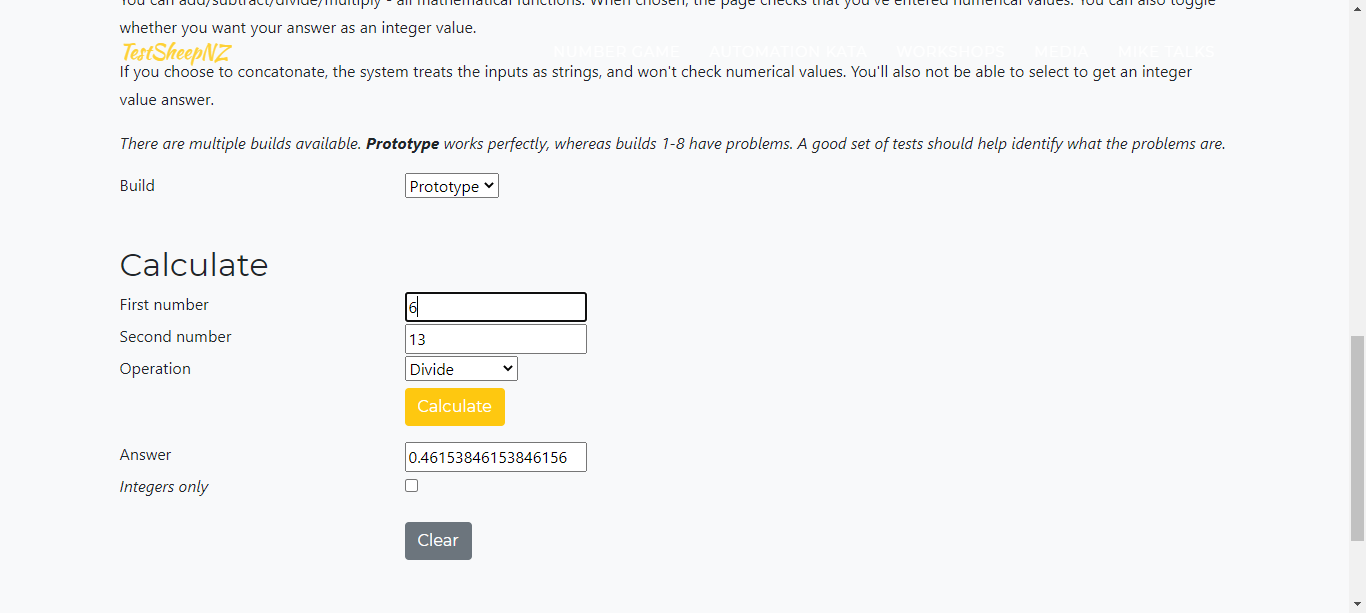 You can add/subtract/divide/multiply - all mathematical functions. When chosen, the page checks that you've entered numerical values. You can also toggle
whether you want your answer as an integer value.
TestSheepNZ NUMBER GAME AUTOMATION KATA WORKSHOPS MEDIA MIKE TALKS
If you choose to concatonate, the system treats the inputs as strings, and won't check numerical values. You'll also not be able to select to get an integer
value answer.
There are multiple builds available. Prototype works perfectly, whereas builds 1-8 have problems. A good set of tests should help identify what the problems are.
Build Prototype
Calculate
First number 6
Second number 13
Operation Divide
Calculate
Answer 0.46153846153846156
Integers only
Clear